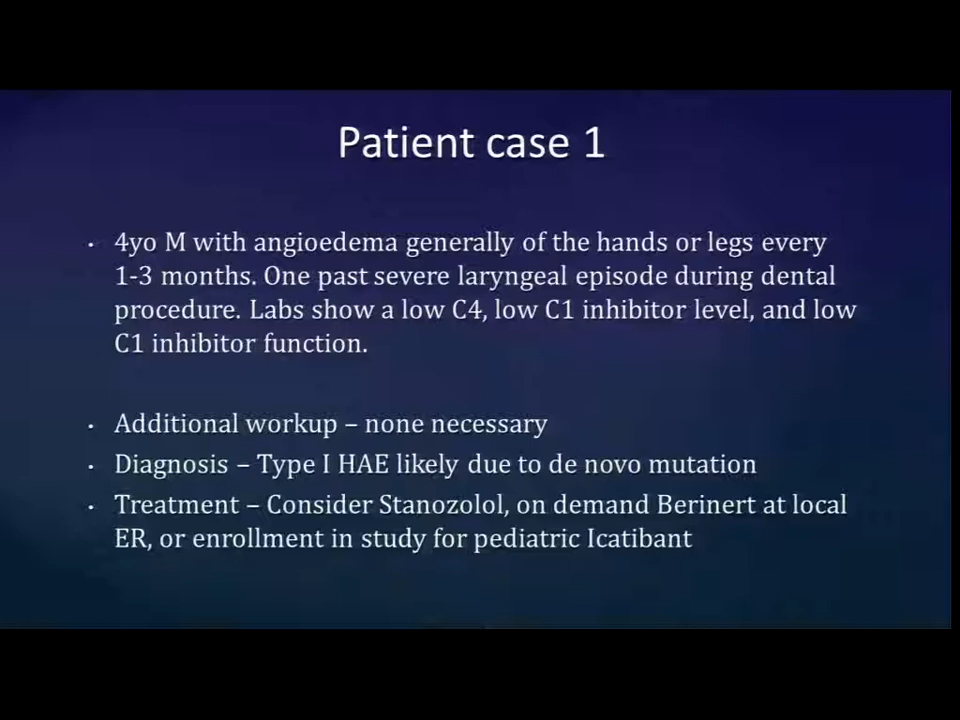 Patient case 1
• 4yo M with angioedema generally of the hands or legs every
1-3 months. One past severe laryngeal episode during dental
procedure. Labs show a low C4, low C1 inhibitor level, and low
C1 inhibitor function.
• Additional workup – none necessary
• Diagnosis – Type I HAE likely due to de novo mutation
• Treatment – Consider Stanozolol, on demand Berinert at local
ER, or enrollment in study for pediatric Icatibant